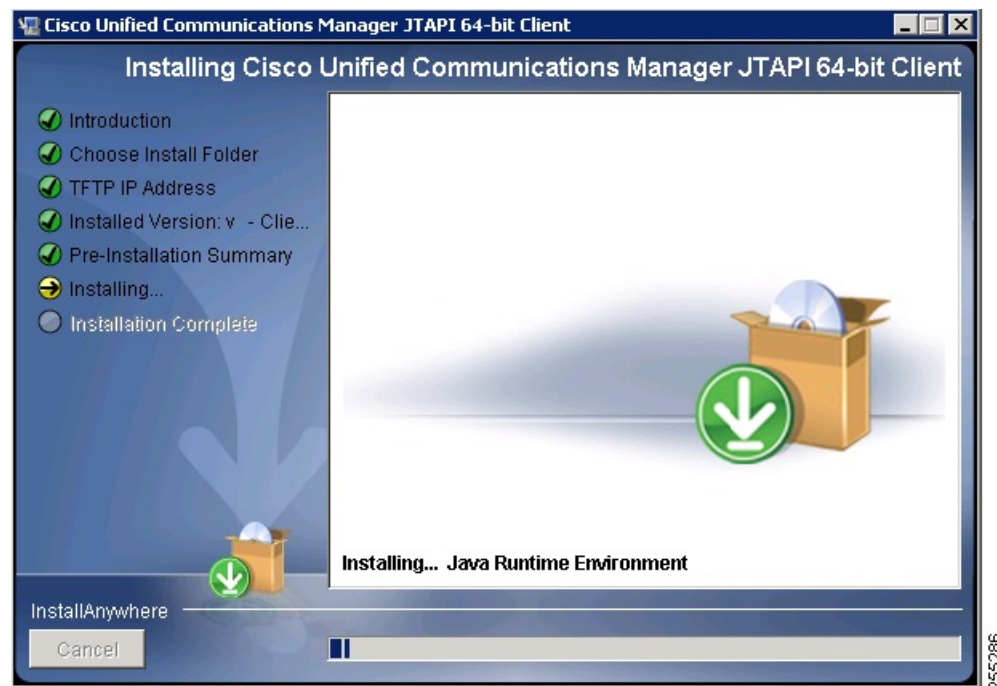 Cisco Unified Communications Manager JTAPI 64-bit Client
Installing Cisco Unified Communications Manager JTAPI 64-bit Client
Introduction
Choose Install Folder
TFTP IP Address
Installed Version: v - Clie...
Pre-Installation Summary
Installing...
Installation Complete
Installing... Java Runtime Environment
InstallAnywhere
Cancel
255286